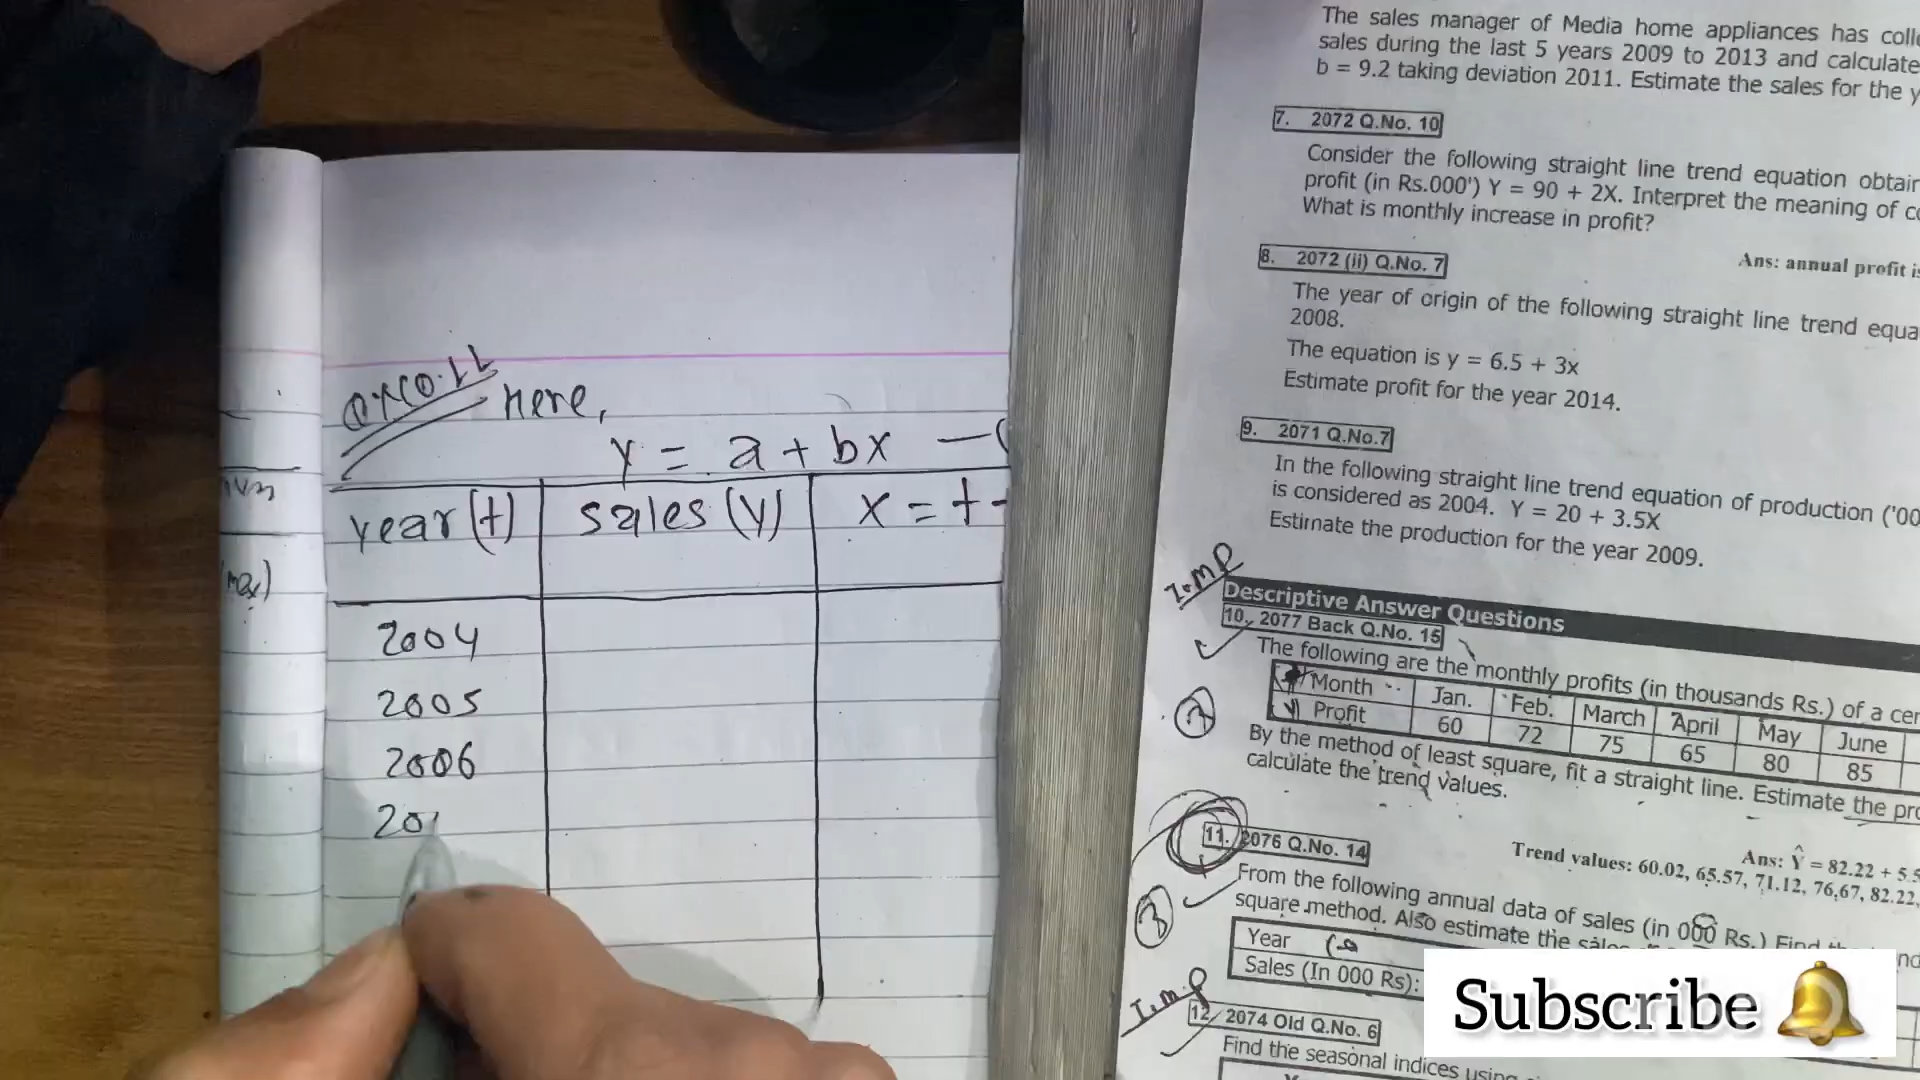 Q.NO.11 here,
Y = a + bx —(
year (t) sales (y) x = t -
2004
2005
2006
20
The sales manager of Media home appliances has colle
sales during the last 5 years 2009 to 2013 and calculate
b = 9.2 taking deviation 2011. Estimate the sales for the y
7. 2072 Q.No. 10
Consider the following straight line trend equation obtair
profit (in Rs.000') Y = 90 + 2X. Interpret the meaning of co
What is monthly increase in profit?
Ans: annual profit is
8. 2072 (ii) Q.No. 7
The year of origin of the following straight line trend equa
2008.
The equation is y = 6.5 + 3x
Estimate profit for the year 2014.
9. 2071 Q.No.7
In the following straight line trend equation of production ('00
is considered as 2004. Y = 20 + 3.5X
Estimate the production for the year 2009.
I.mp
Descriptive Answer Questions
10. 2077 Back Q.No. 15
The following are the monthly profits (in thousands Rs.) of a cer
Month Jan. Feb. March April May June
(y) Profit 60 72 75 65 80 85
By the method of least square, fit a straight line. Estimate the pro
calculate the trend values.
Ans: Ŷ = 82.22 + 5.5
Trend values: 60.02, 65.57, 71.12, 76,67, 82.22,
11. 2076 Q.No. 14
From the following annual data of sales (in 000 Rs.) Find
square method. Also estimate the sales
Year
Sales (In 000 Rs):
I.m.p
12. 2074 Old Q.No. 6
Find the seasonal indices using
Subscribe